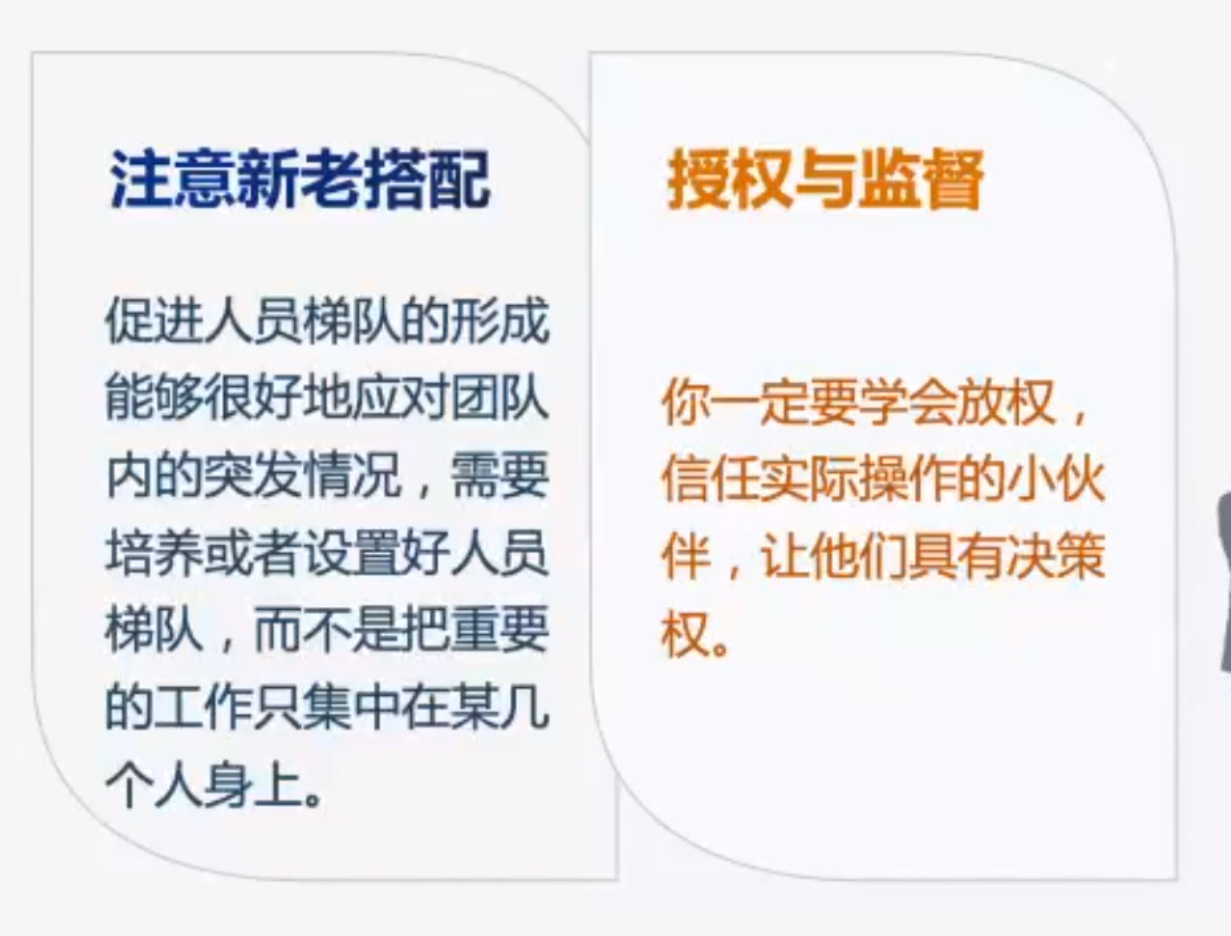 注意新老搭配
促进人员梯队的形成
能够很好地应对团队
内的突发情况，需要
培养或者设置好人员
梯队，而不是把重要
的工作只集中在某几
个人身上。
授权与监督
你一定要学会放权，
信任实际操作的小伙
伴，让他们具有决策
权。